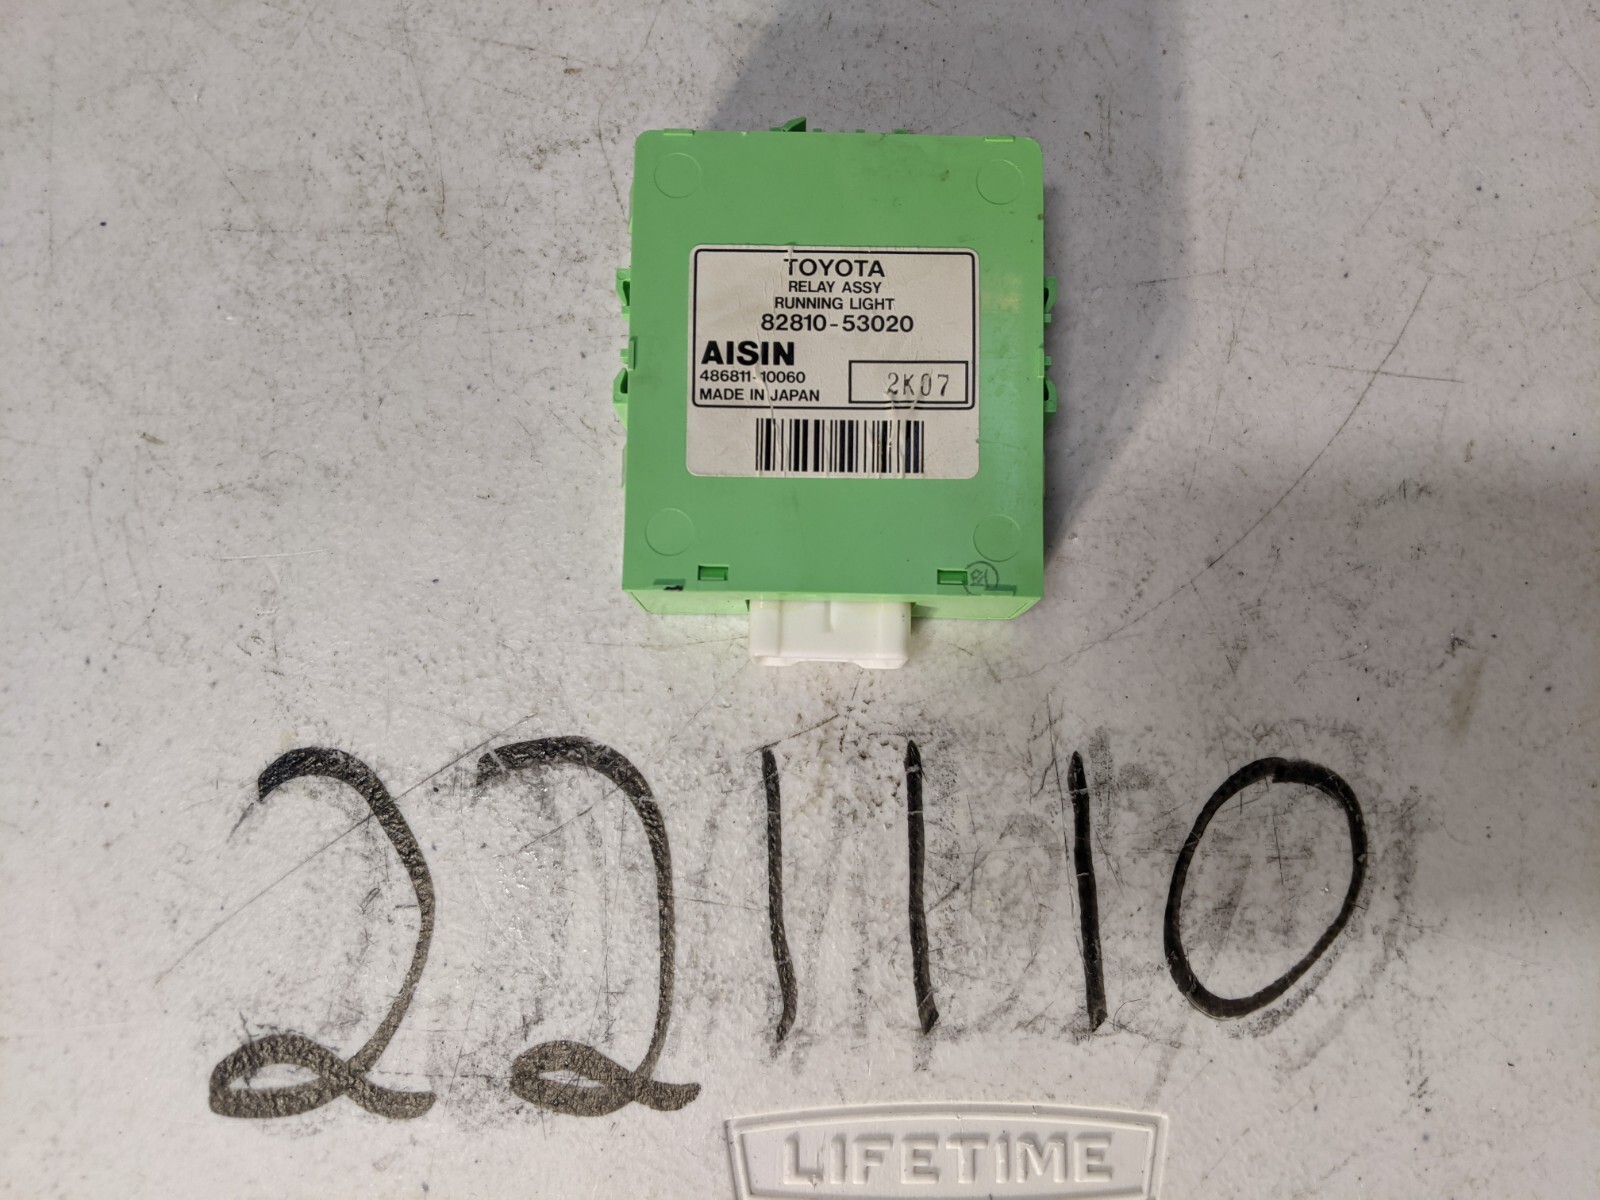 TOYOTA
RELAY ASSY
RUNNING LIGHT
82810-53020
AISIN
486811-10060
2K07
MADE IN JAPAN
221110
LIFETIME